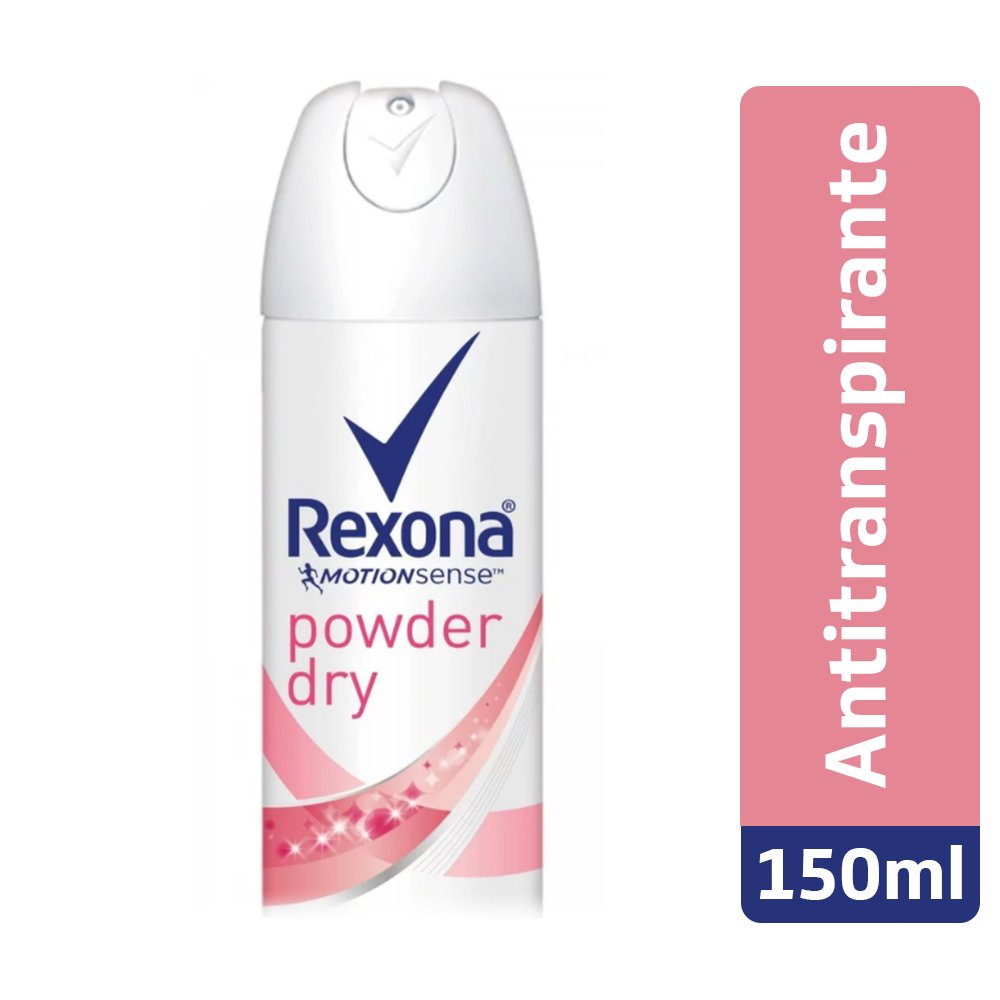 Rexona®
MOTIONsense™
powder
dry
Antitranspirante
150ml